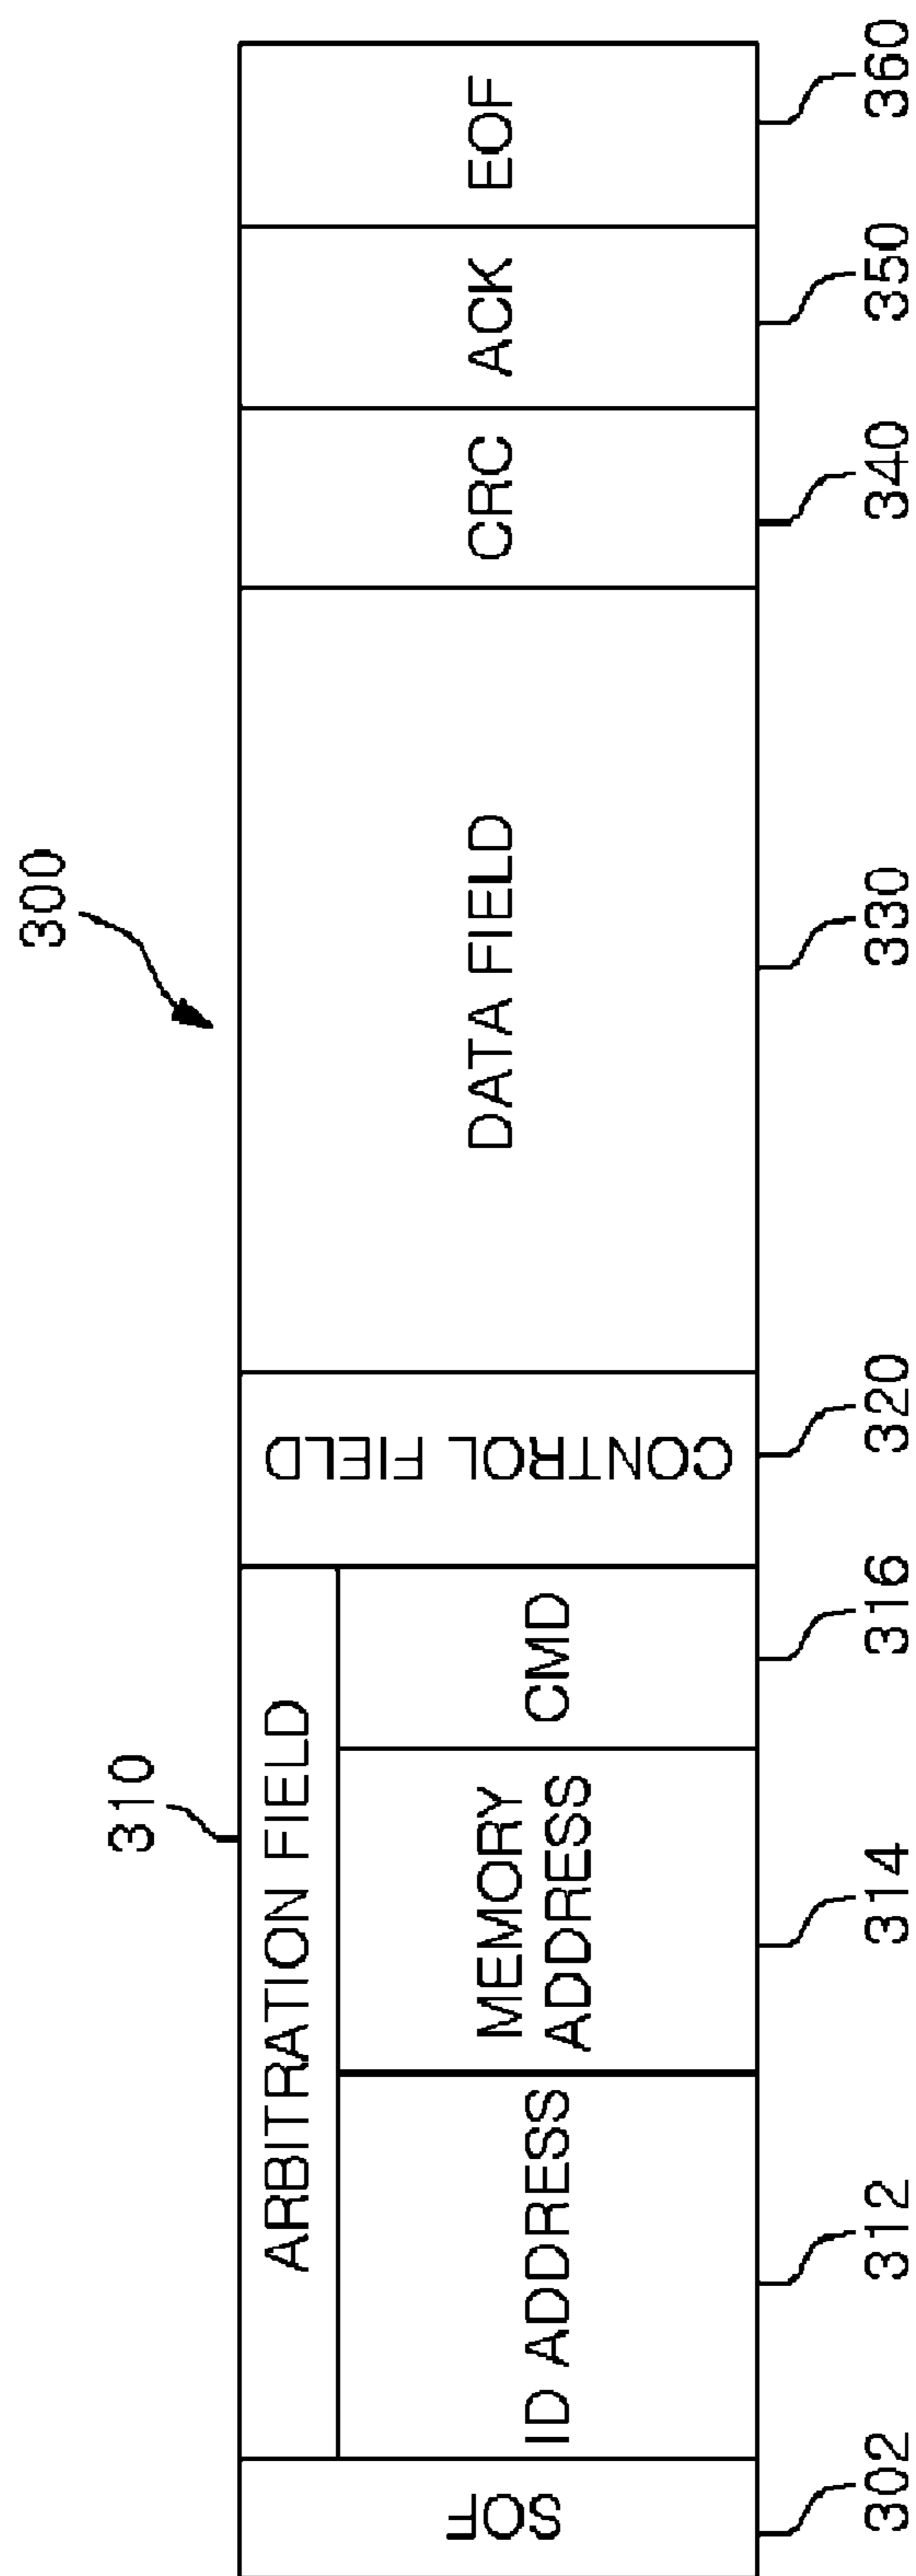 300
310
ARBITRATION FIELD
SOF
ID ADDRESS
MEMORY
ADDRESS
CMD
CONTROL FIELD
DATA FIELD
CRC
ACK
EOF
302
312
314
316
320
330
340
350
360